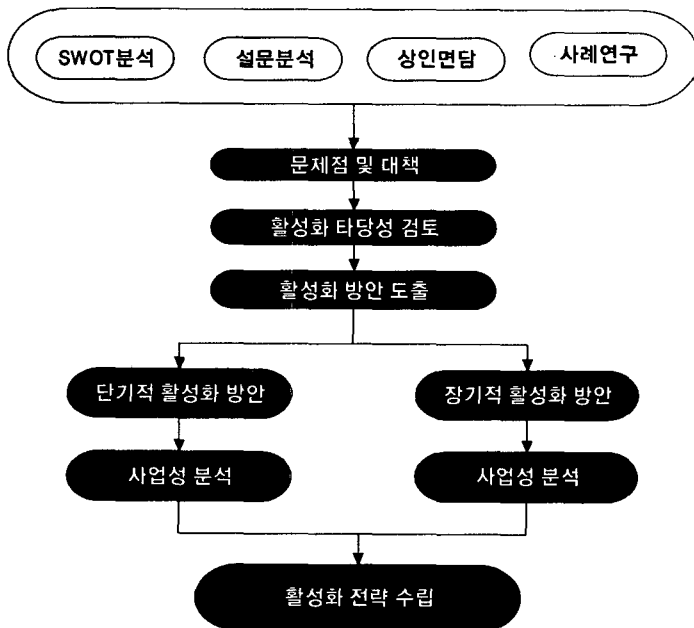 SWOT분석
설문분석
상인면담
사례연구
문제점 및 대책
활성화 타당성 검토
활성화 방안 도출
단기적 활성화 방안
장기적 활성화 방안
사업성 분석
사업성 분석
활성화 전략 수립